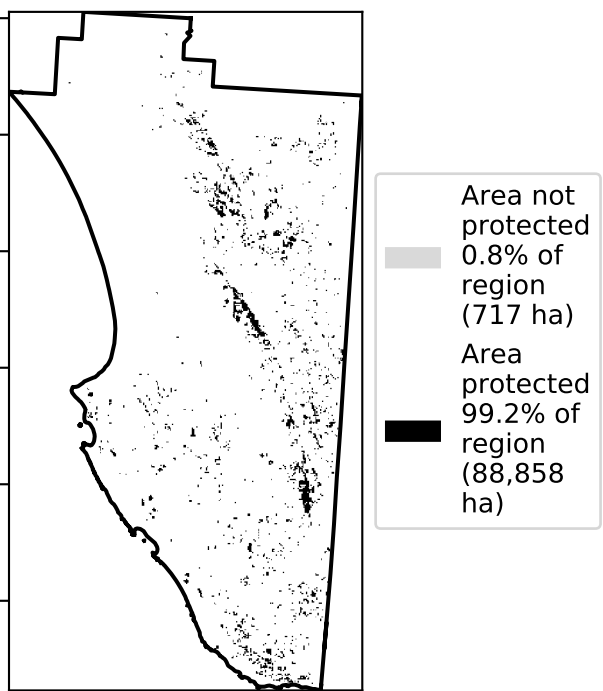 Area not
protected
0.8% of
region
(717 ha)
Area
protected
99.2% of
region
(88,858
ha)